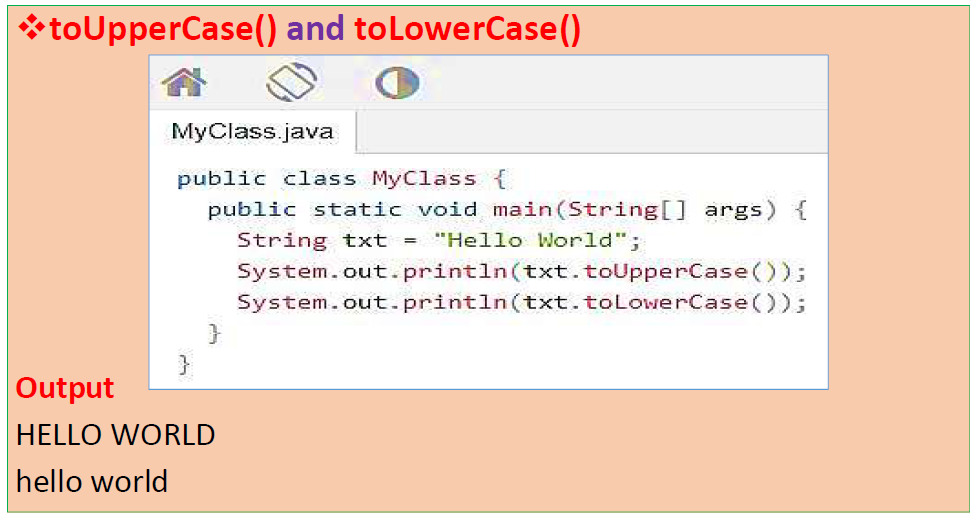 ❖toUpperCase() and toLowerCase()
MyClass.java
public class MyClass {
public static void main(String[] args) {
String txt = "Hello World";
System.out.println(txt.toUpperCase());
System.out.println(txt.toLowerCase());
}
}
Output
HELLO WORLD
hello world